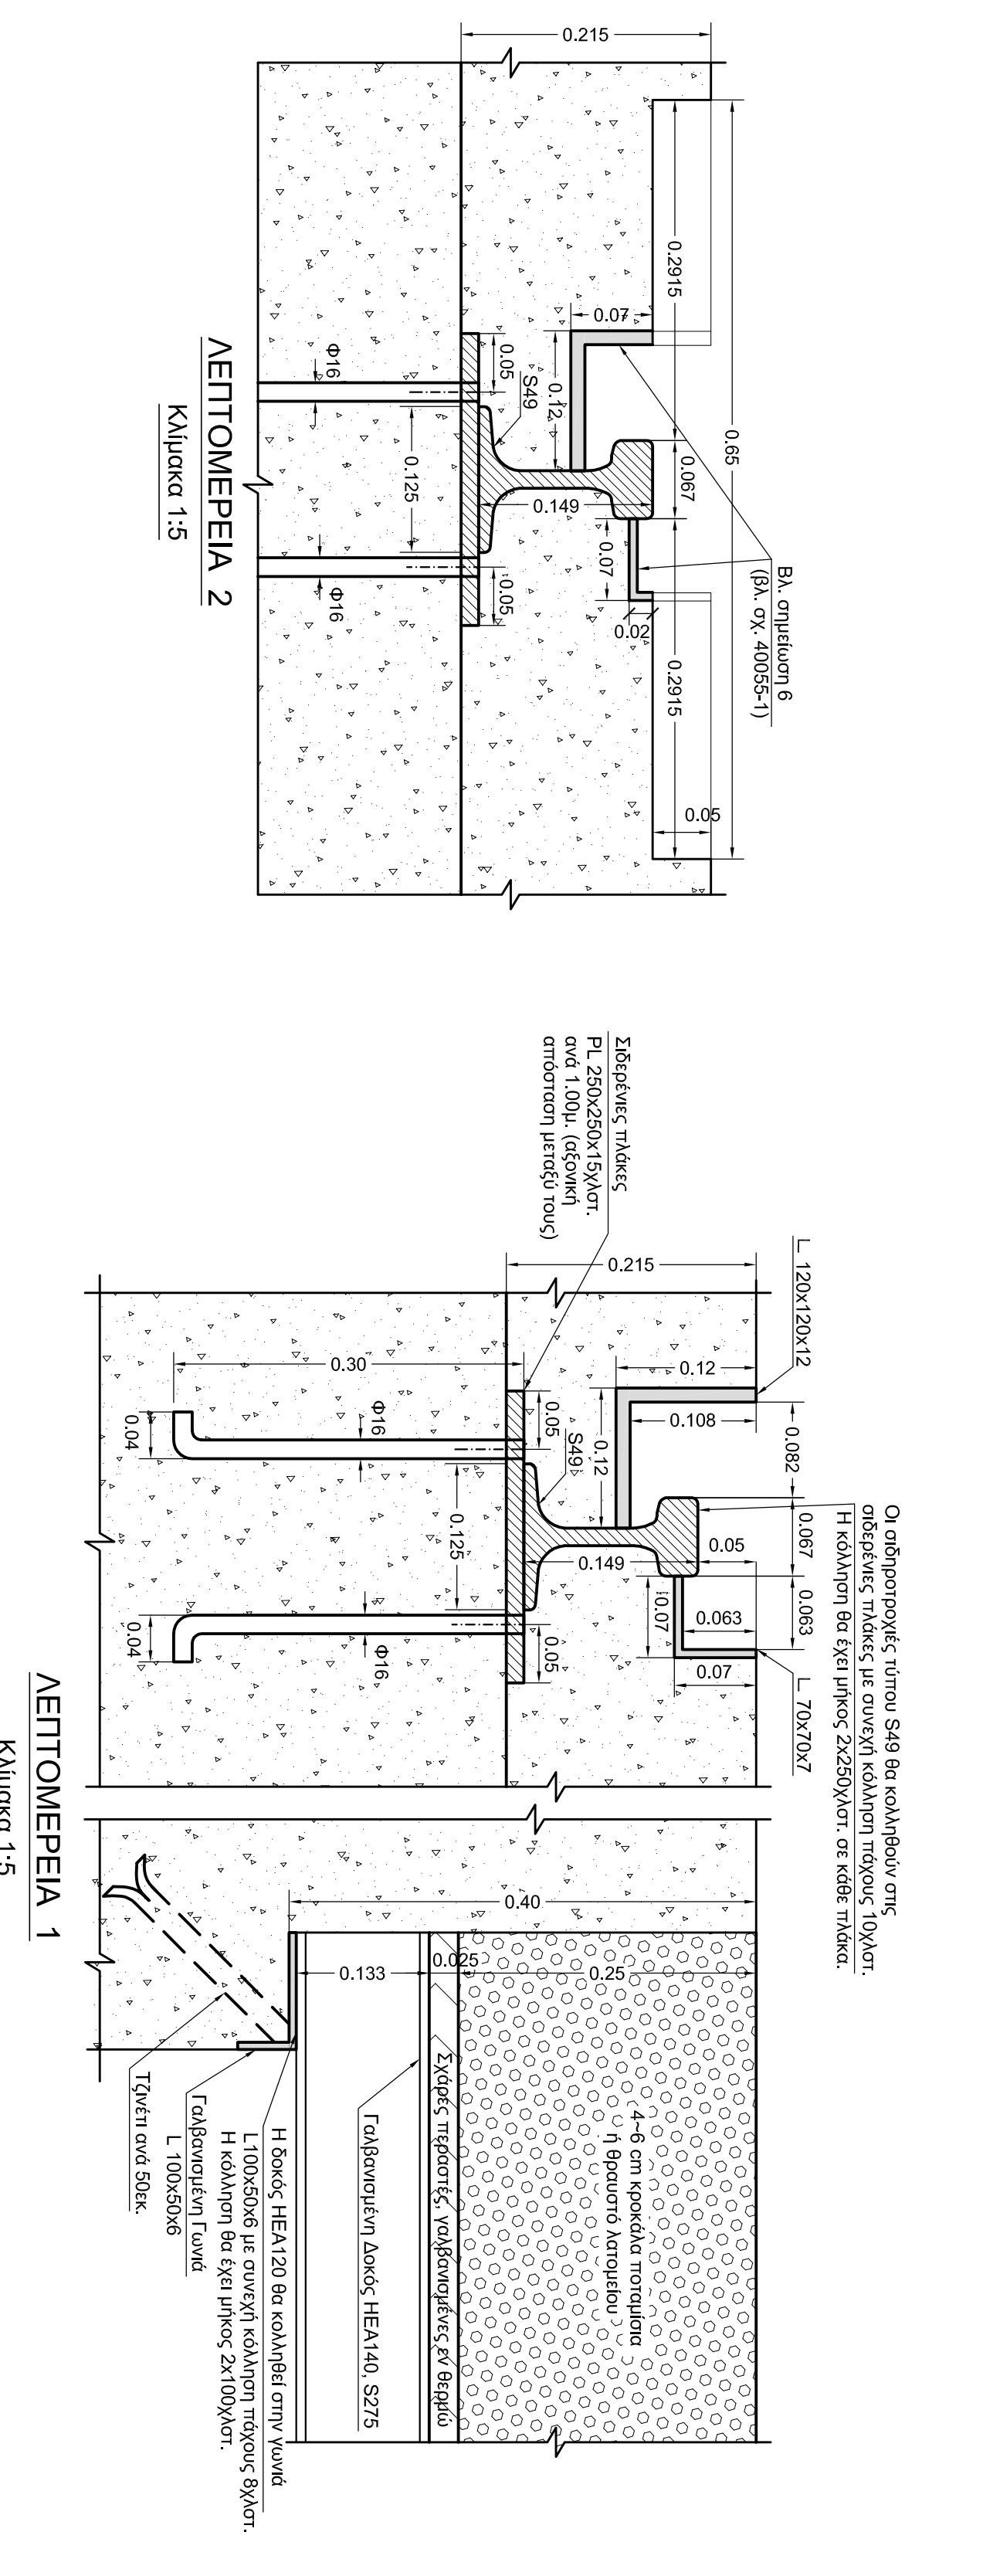 0.215
0.65
0.2915
0.067
0.2915
0.05
0.07
0.12
0.149
0.07
0.02
S49
0.05
0.05
0.125
Φ16
Φ16
Βλ. σημείωση 6
(βλ. σχ. 40055-1)
ΛΕΠΤΟΜΕΡΕΙΑ 2
Κλίμακα 1:5
Σιδερένιες πλάκες
PL 250x250x15χλστ.
ανά 1.00μ. (αξονική
απόσταση μεταξύ τους)
L 120x120x12
Οι σιδηροτροχιές τύπου S49 θα κολληθούν στις
σιδερένιες πλάκες με συνεχή κόλληση πάχους 10χλστ.
Η κόλληση θα έχει μήκος 2x250χλστ. σε κάθε πλάκα.
L 70x70x7
0.215
0.12
0.108
0.082
0.067
0.063
0.05
0.063
0.07
0.07
0.149
0.12
S49
0.05
0.05
0.125
0.30
Φ16
Φ16
0.04
0.04
0.40
0.25
0.025
0.133
4~6 cm κροκάλα ποταμίσια
ή θραυστό λατομείου
Σχάρες περαστές, γαλβανισμένες εν θερμώ
Γαλβανισμένη Δοκός HEA140, S275
Η δοκός HEA120 θα κολληθεί στην γωνιά
L100x50x6 με συνεχή κόλληση πάχους 8χλστ.
Η κόλληση θα έχει μήκος 2x100χλστ.
Γαλβανισμένη Γωνιά
L 100x50x6
Τζινέτι ανά 50εκ.
ΛΕΠΤΟΜΕΡΕΙΑ 1
Κλίμακα 1:5